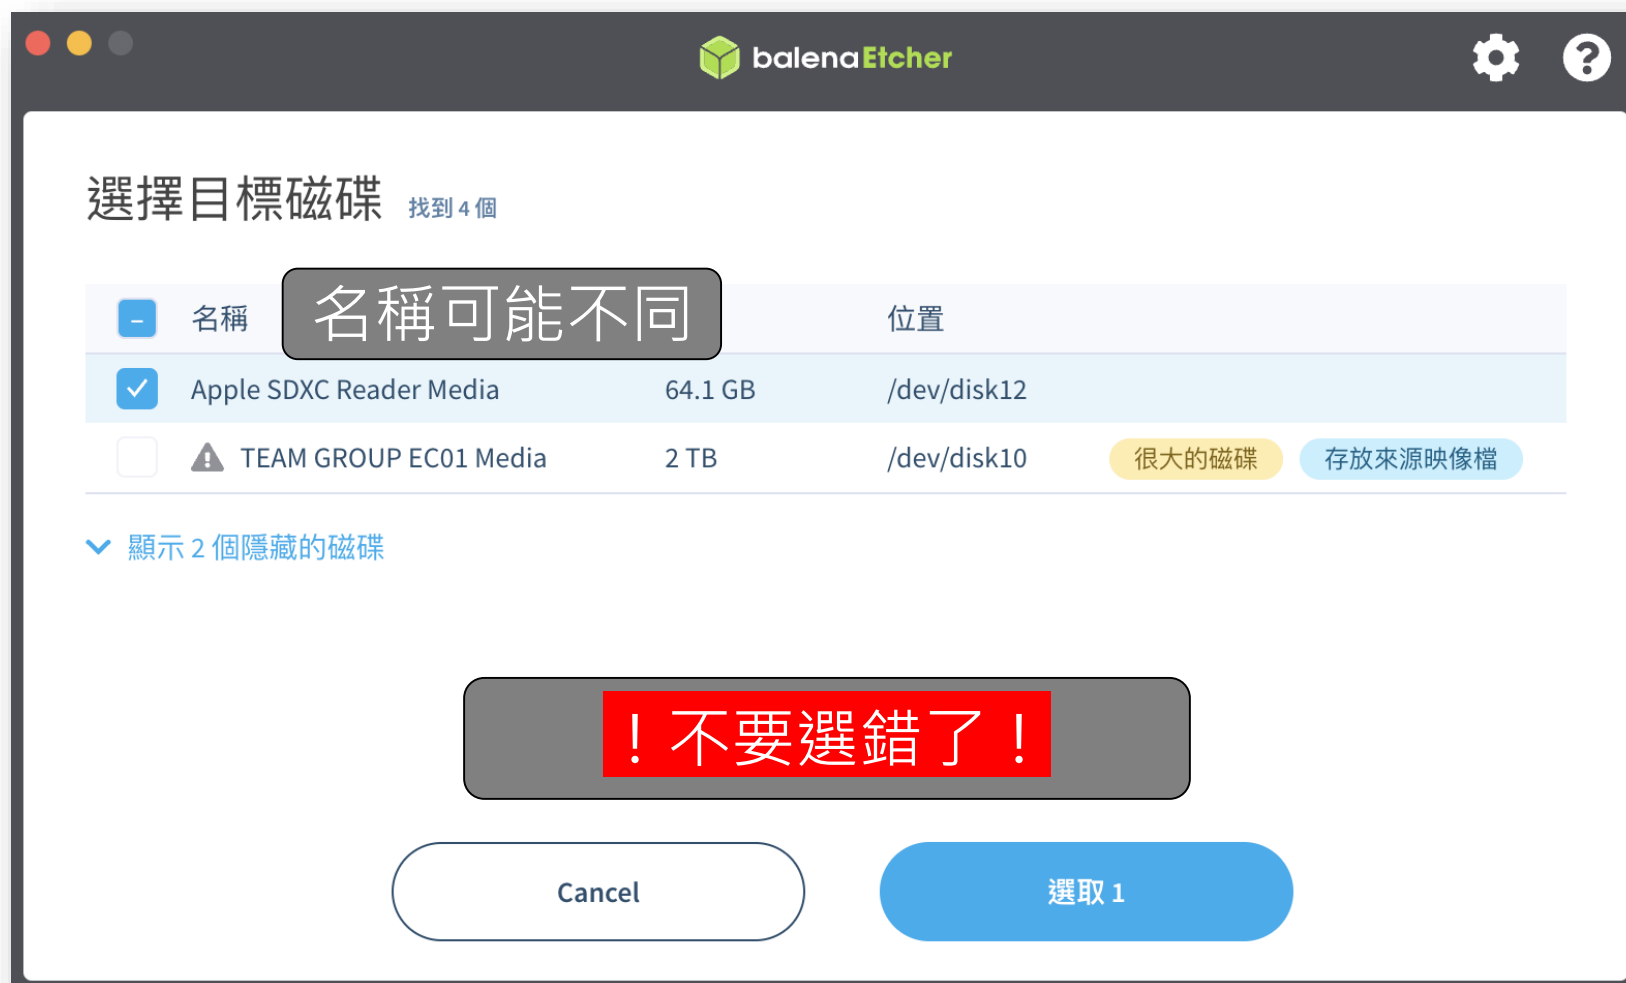 balenaEtcher
選擇目標磁碟 找到 4 個
名稱 名稱可能不同 位置
Apple SDXC Reader Media 64.1 GB /dev/disk12
TEAM GROUP EC01 Media 2 TB /dev/disk10 很大的磁碟 存放來源映像檔
顯示 2 個隱藏的磁碟
！不要選錯了！
Cancel 選取 1